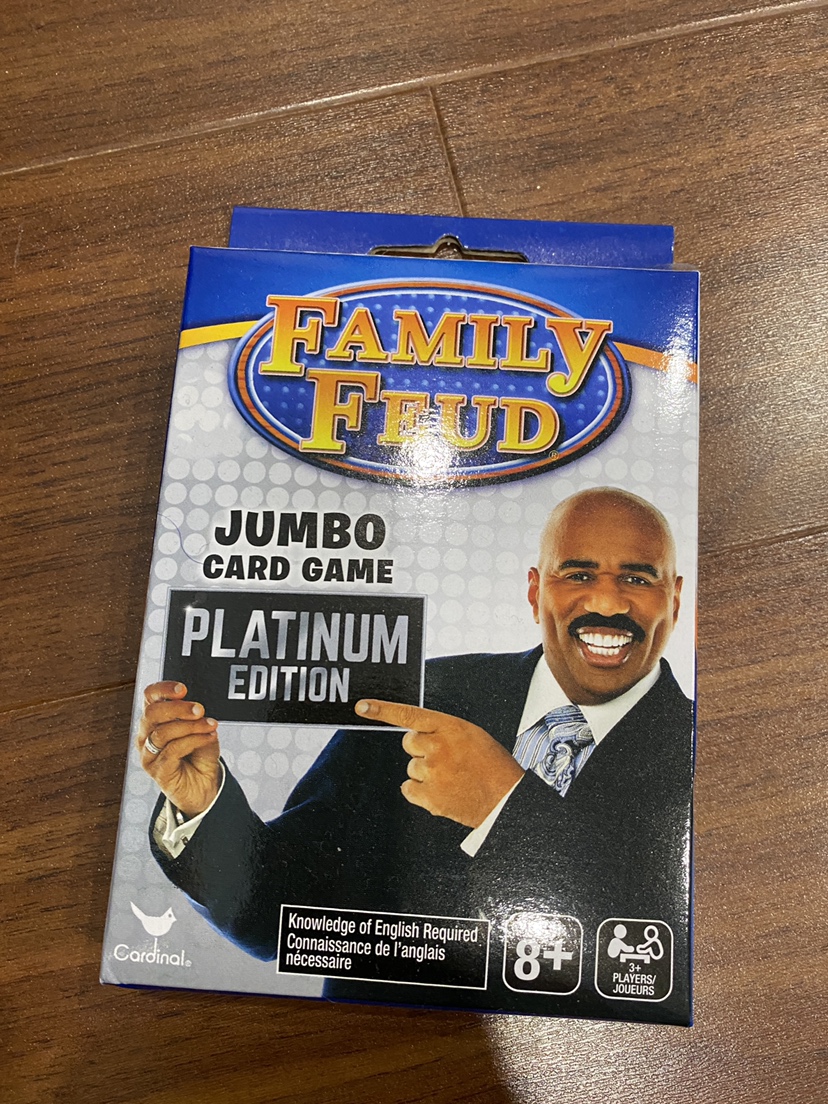 FAMILY
FEUD
®
JUMBO
CARD GAME
PLATINUM
EDITION
Cardinal®
Knowledge of English Required
Connaissance de l'anglais
nécessaire
8+
3+
PLAYERS/
JOUEURS